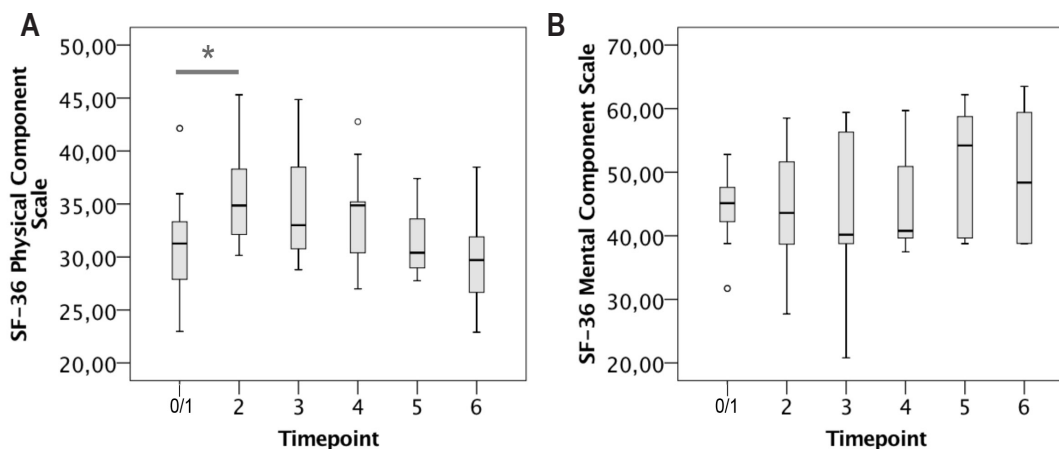 A
SF-36 Physical Component
Scale
50,00
45,00
40,00
35,00
30,00
25,00
20,00
*
0/1 2 3 4 5 6
Timepoint
B
SF-36 Mental Component Scale
70,00
60,00
50,00
40,00
30,00
20,00
0/1 2 3 4 5 6
Timepoint